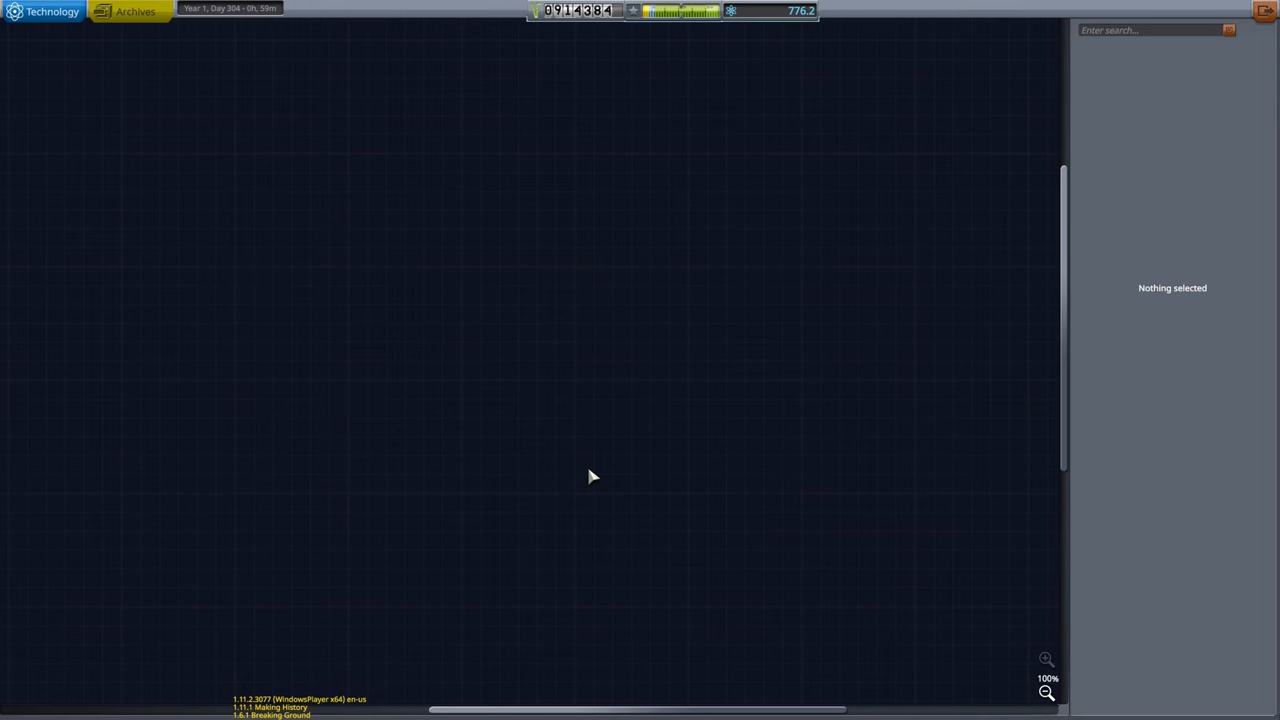 Technology
Archives
Year 1, Day 304 - 0h, 59m
0914384
776.2
Enter search...
Nothing selected
100%
1.11.2.3077 (WindowsPlayer x64) en-us
1.11.1 Making History
1.6.1 Breaking Ground